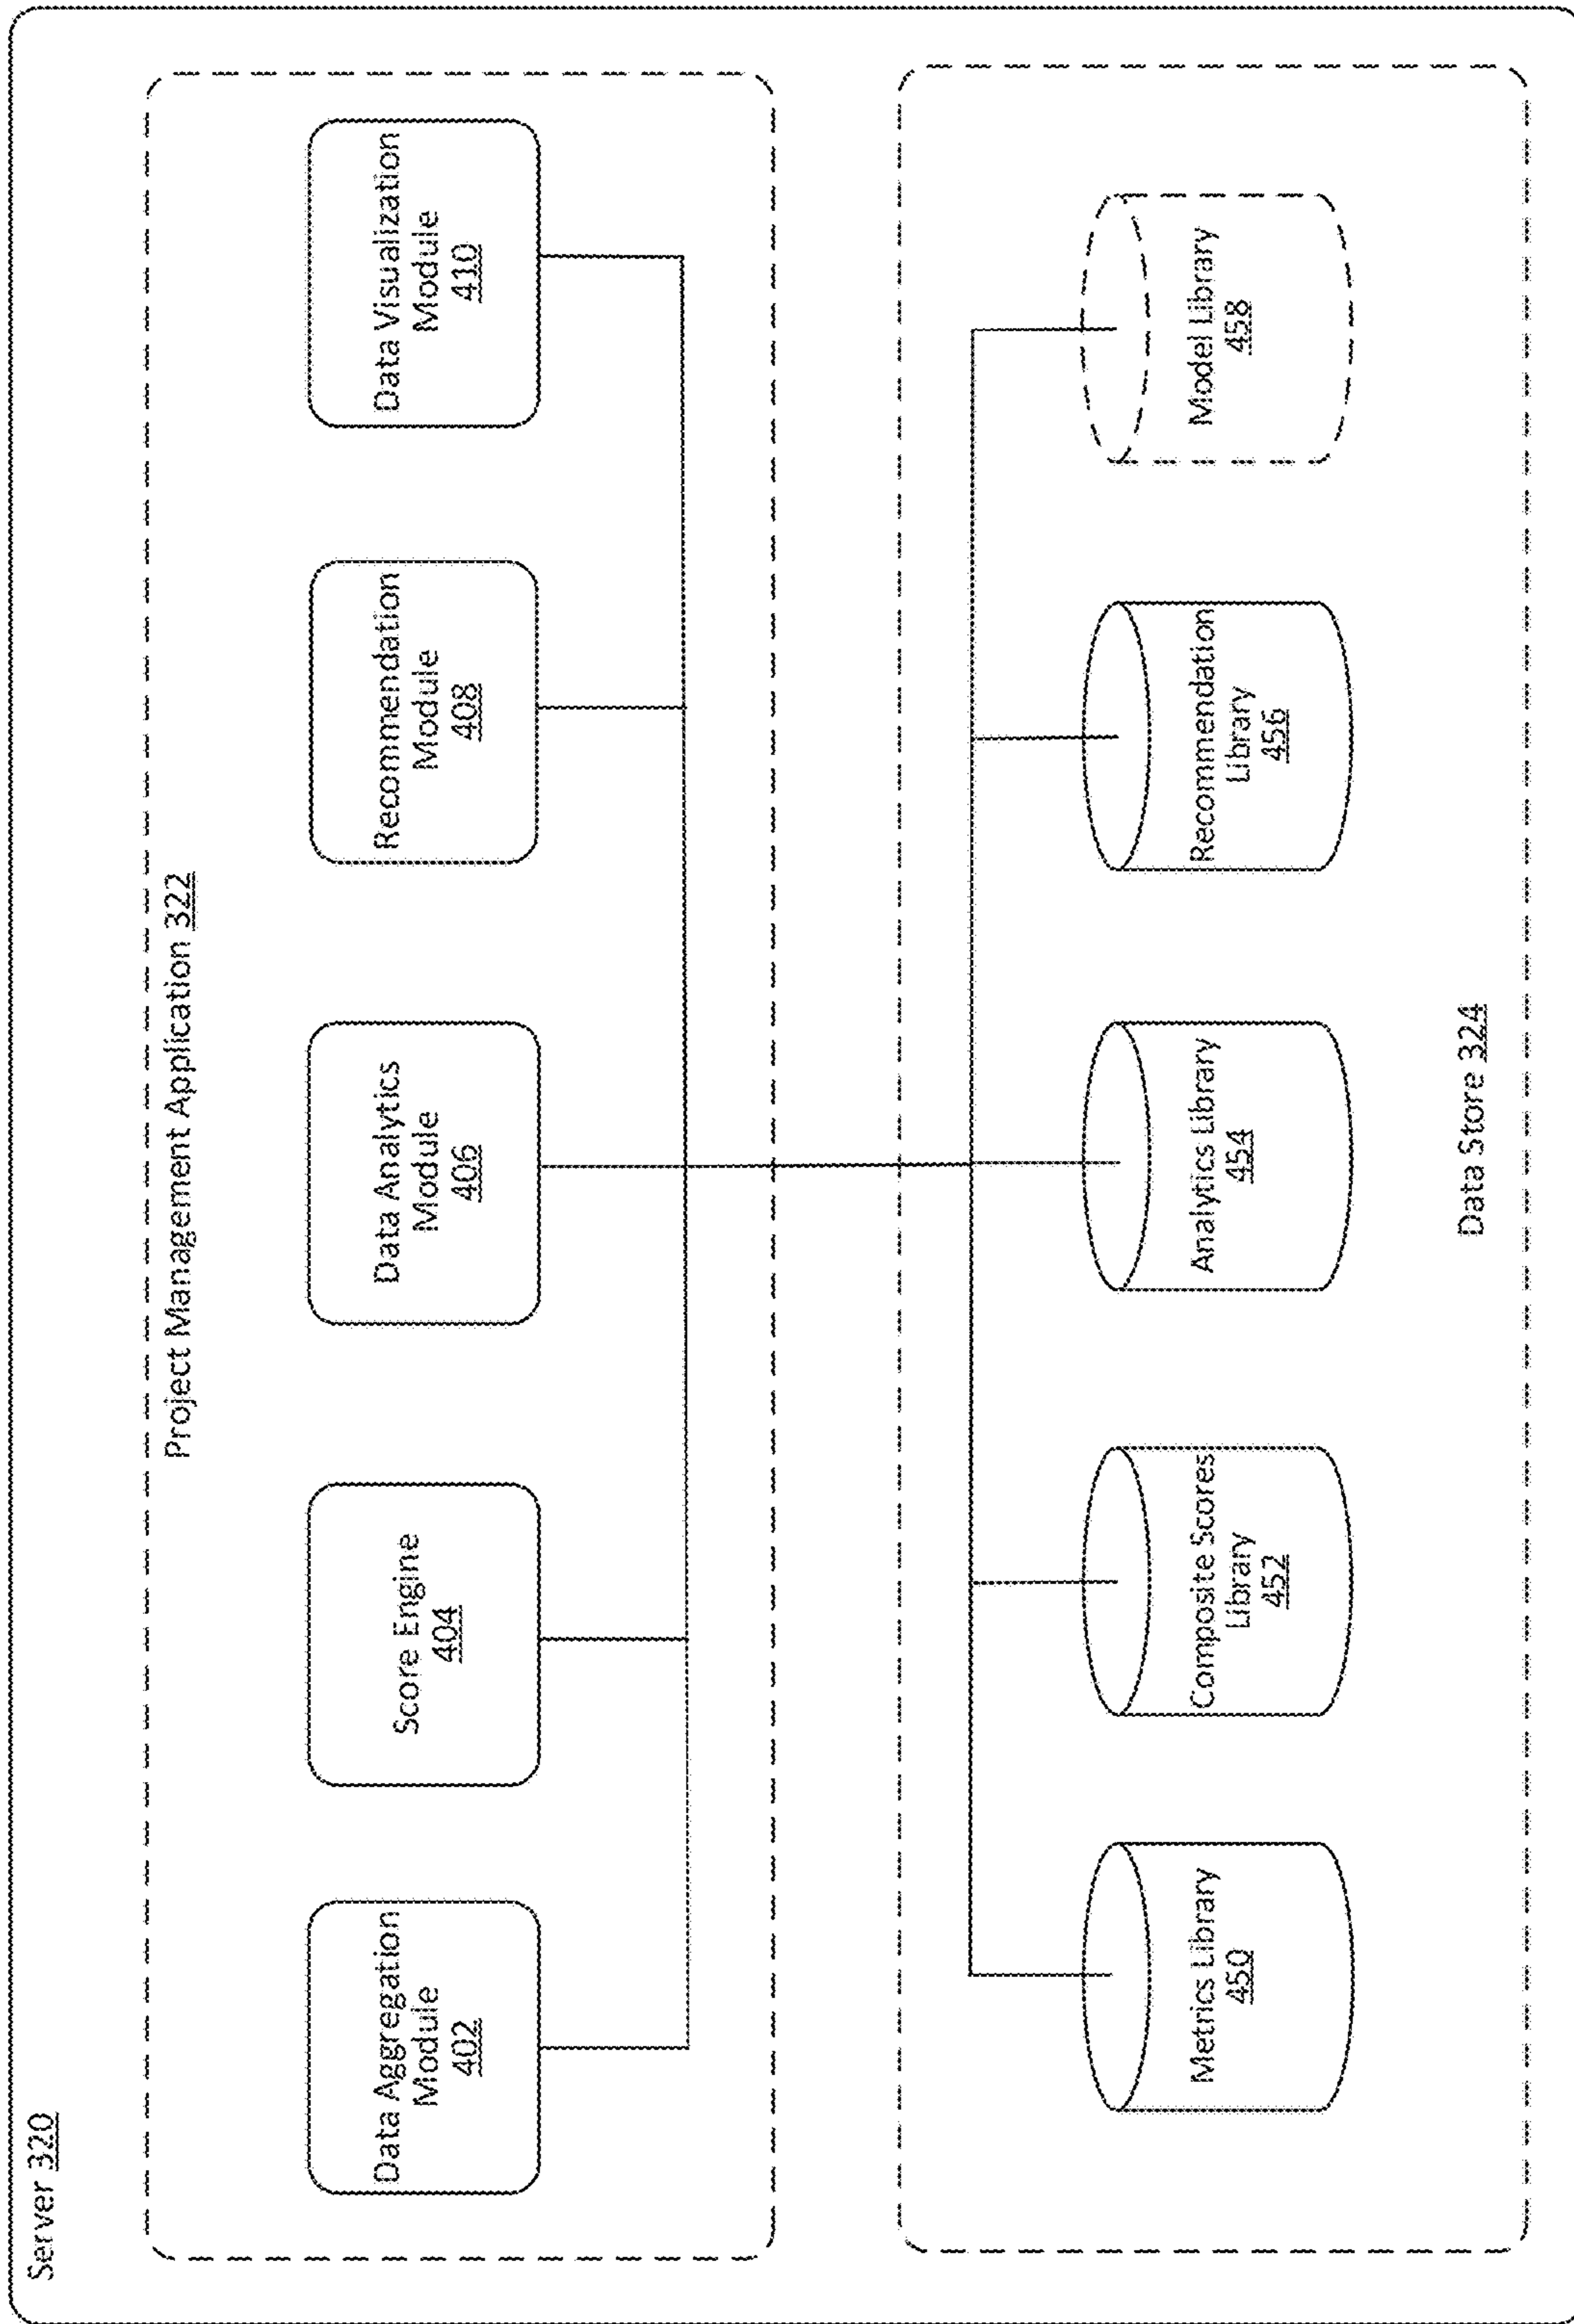 Server 320
Project Management Application 322
Data Aggregation
Module
402
Score Engine
404
Data Analytics
Module
406
Recommendation
Module
408
Data Visualization
Module
410
Metrics Library
450
Composite Scores
Library
452
Analytics Library
454
Recommendation
Library
456
Model Library
458
Data Store 324